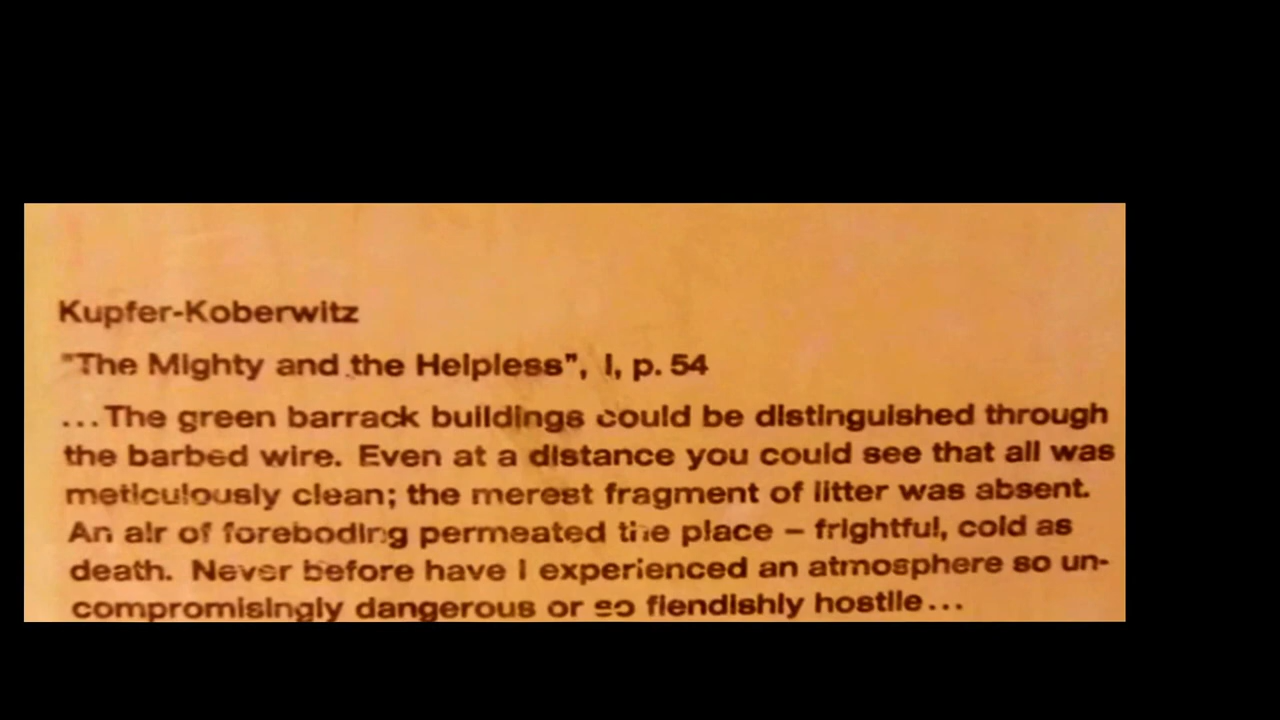 Kupfer-Koberwitz
"The Mighty and the Helpless", I, p. 54
...The green barrack buildings could be distinguished through
the barbed wire. Even at a distance you could see that all was
meticulously clean; the merest fragment of litter was absent.
An air of foreboding permeated the place – frightful, cold as
death. Never before have I experienced an atmosphere so un-
compromisingly dangerous or so fiendishly hostile...